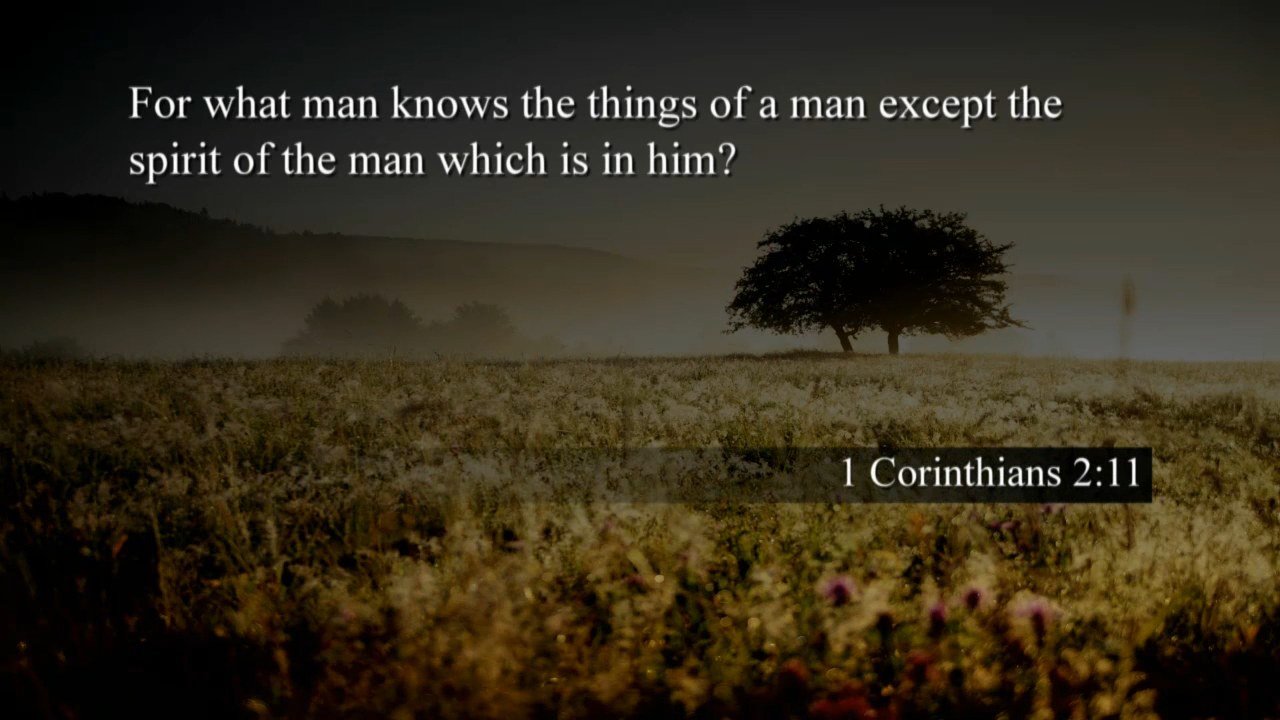 For what man knows the things of a man except the
spirit of the man which is in him?
1 Corinthians 2:11